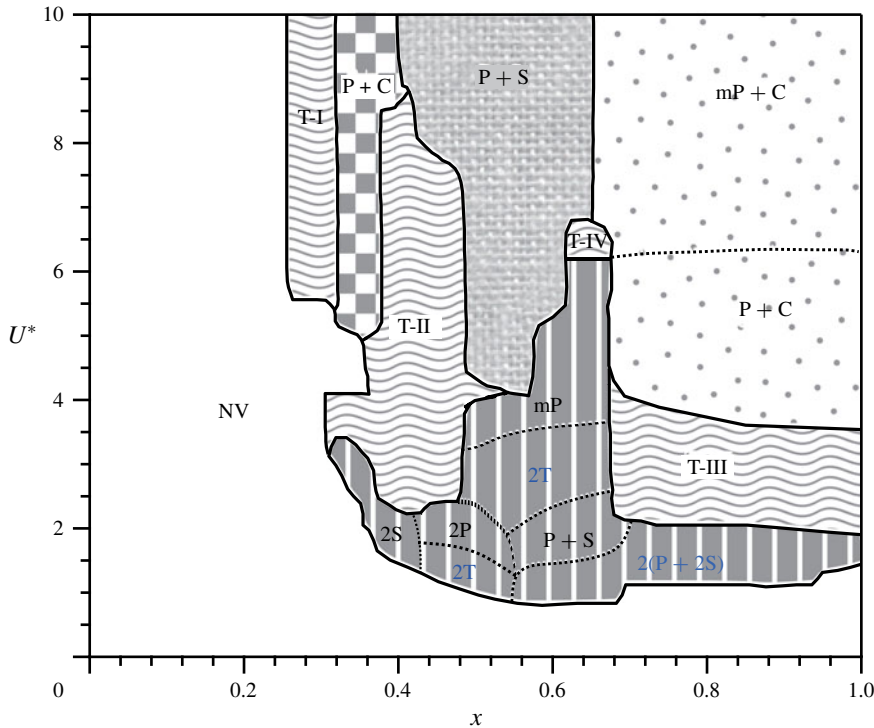 10
P + S
mP + C
P + C
T-I
8
T-IV
6
P + C
T-II
U*
4
NV
mP
2T
T-III
2
2S
2P
P + S
2T
2(P + 2S)
0
0.2
0.4
0.6
0.8
1.0
x